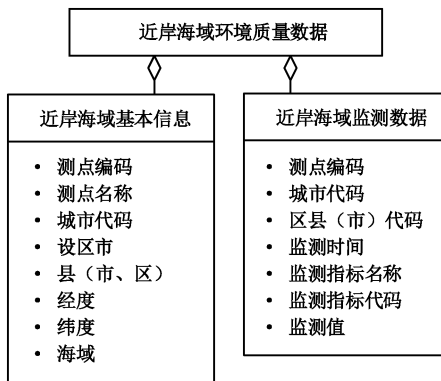 近岸海域环境质量数据
近岸海域基本信息
• 测点编码
• 测点名称
• 城市代码
• 设区市
• 县（市、区）
• 经度
• 纬度
• 海域
近岸海域监测数据
• 测点编码
• 城市代码
• 区县（市）代码
• 监测时间
• 监测指标名称
• 监测指标代码
• 监测值